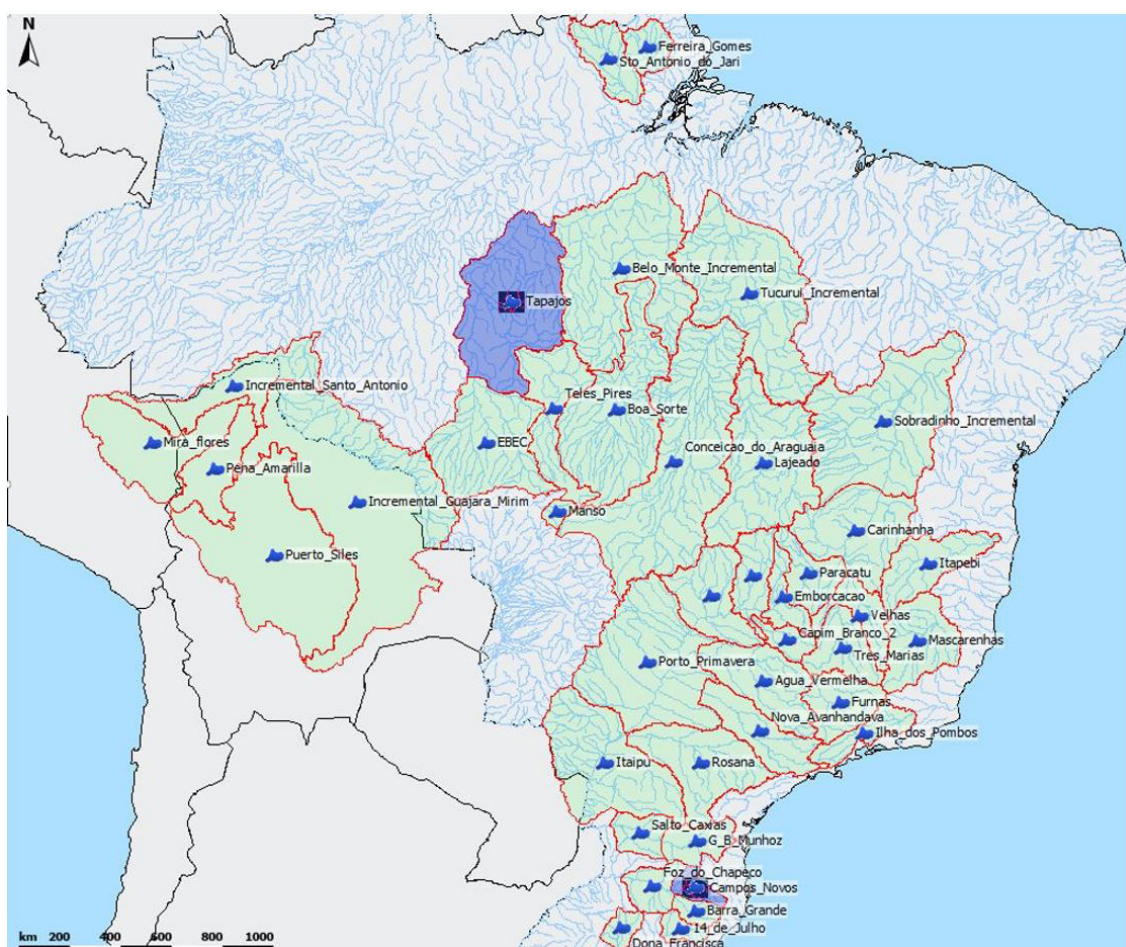 N
Ferreira_Gomes
Sto_Antonio_do_Jari
Belo_Monte_Incremental
Tapajos
Tucurui_Incremental
Incremental_Santo_Antonio
Teles_Pires
Boa_Sorte
Sobradinho_Incremental
Mira_flores
EBEC
Conceicao_do_Araguaia
Pena_Amarilla
Lajeado
Incremental_Guajara_Mirim
Manso
Carinhanha
Puerto_Siles
Itapebi
Paracatu
Emborcacao
Velhas
Capim_Branco_2
Mascarenhas
Tres_Marias
Porto_Primavera
Agua_Vermelha
Furnas
Nova_Avanhandava
Ilha_dos_Pombos
Itaipu
Rosana
Salto_Caxias
G_B_Munhoz
Foz_do_Chapeco
Campos_Novos
Barra_Grande
14_de_Julho
Dona_Francisca
km 200 400 600 800 1000